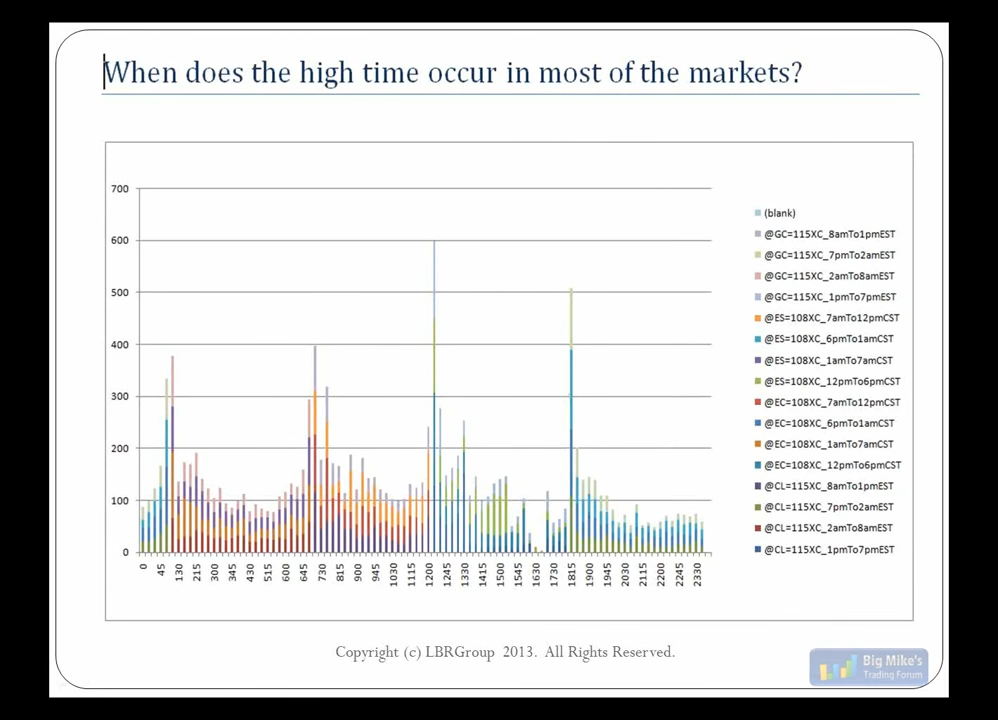 When does the high time occur in most of the markets?
700
600
500
400
300
200
100
0
0 45 130 215 300 345 430 515 600 645 730 815 900 945 1030 1115 1200 1245 1330 1415 1500 1545 1630 1730 1815 1900 1945 2030 2115 2200 2245 2330
(blank)
@GC=115XC_8amTo1pmEST
@GC=115XC_7pmTo2amEST
@GC=115XC_2amTo8amEST
@GC=115XC_1pmTo7pmEST
@ES=108XC_7amTo12pmCST
@ES=108XC_6pmTo1amCST
@ES=108XC_1amTo7amCST
@ES=108XC_12pmTo6pmCST
@EC=108XC_7amTo12pmCST
@EC=108XC_6pmTo1amCST
@EC=108XC_1amTo7amCST
@EC=108XC_12pmTo6pmCST
@CL=115XC_8amTo1pmEST
@CL=115XC_7pmTo2amEST
@CL=115XC_2amTo8amEST
@CL=115XC_1pmTo7pmEST
Copyright (c) LBRGroup 2013. All Rights Reserved.
Big Mike's
Trading Forum